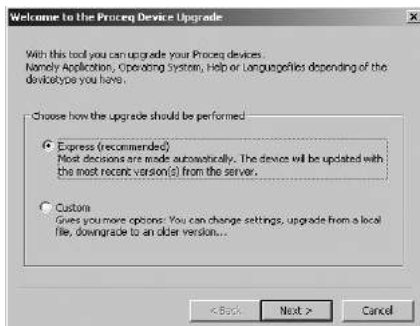 Welcome to the Proceq Device Upgrade
With this tool you can upgrade your Proceq devices.
Namely Application, Operating System, Help or Languagefiles depending of the
devicetype you have.
Choose how the upgrade should be performed
Express (recommended)
Most decisions are made automatically. The device will be updated with
the most recent version(s) from the server.
Custom
Gives you more options: You can change settings, upgrade from a local
file, downgrade to an older version...
< Back
Next >
Cancel